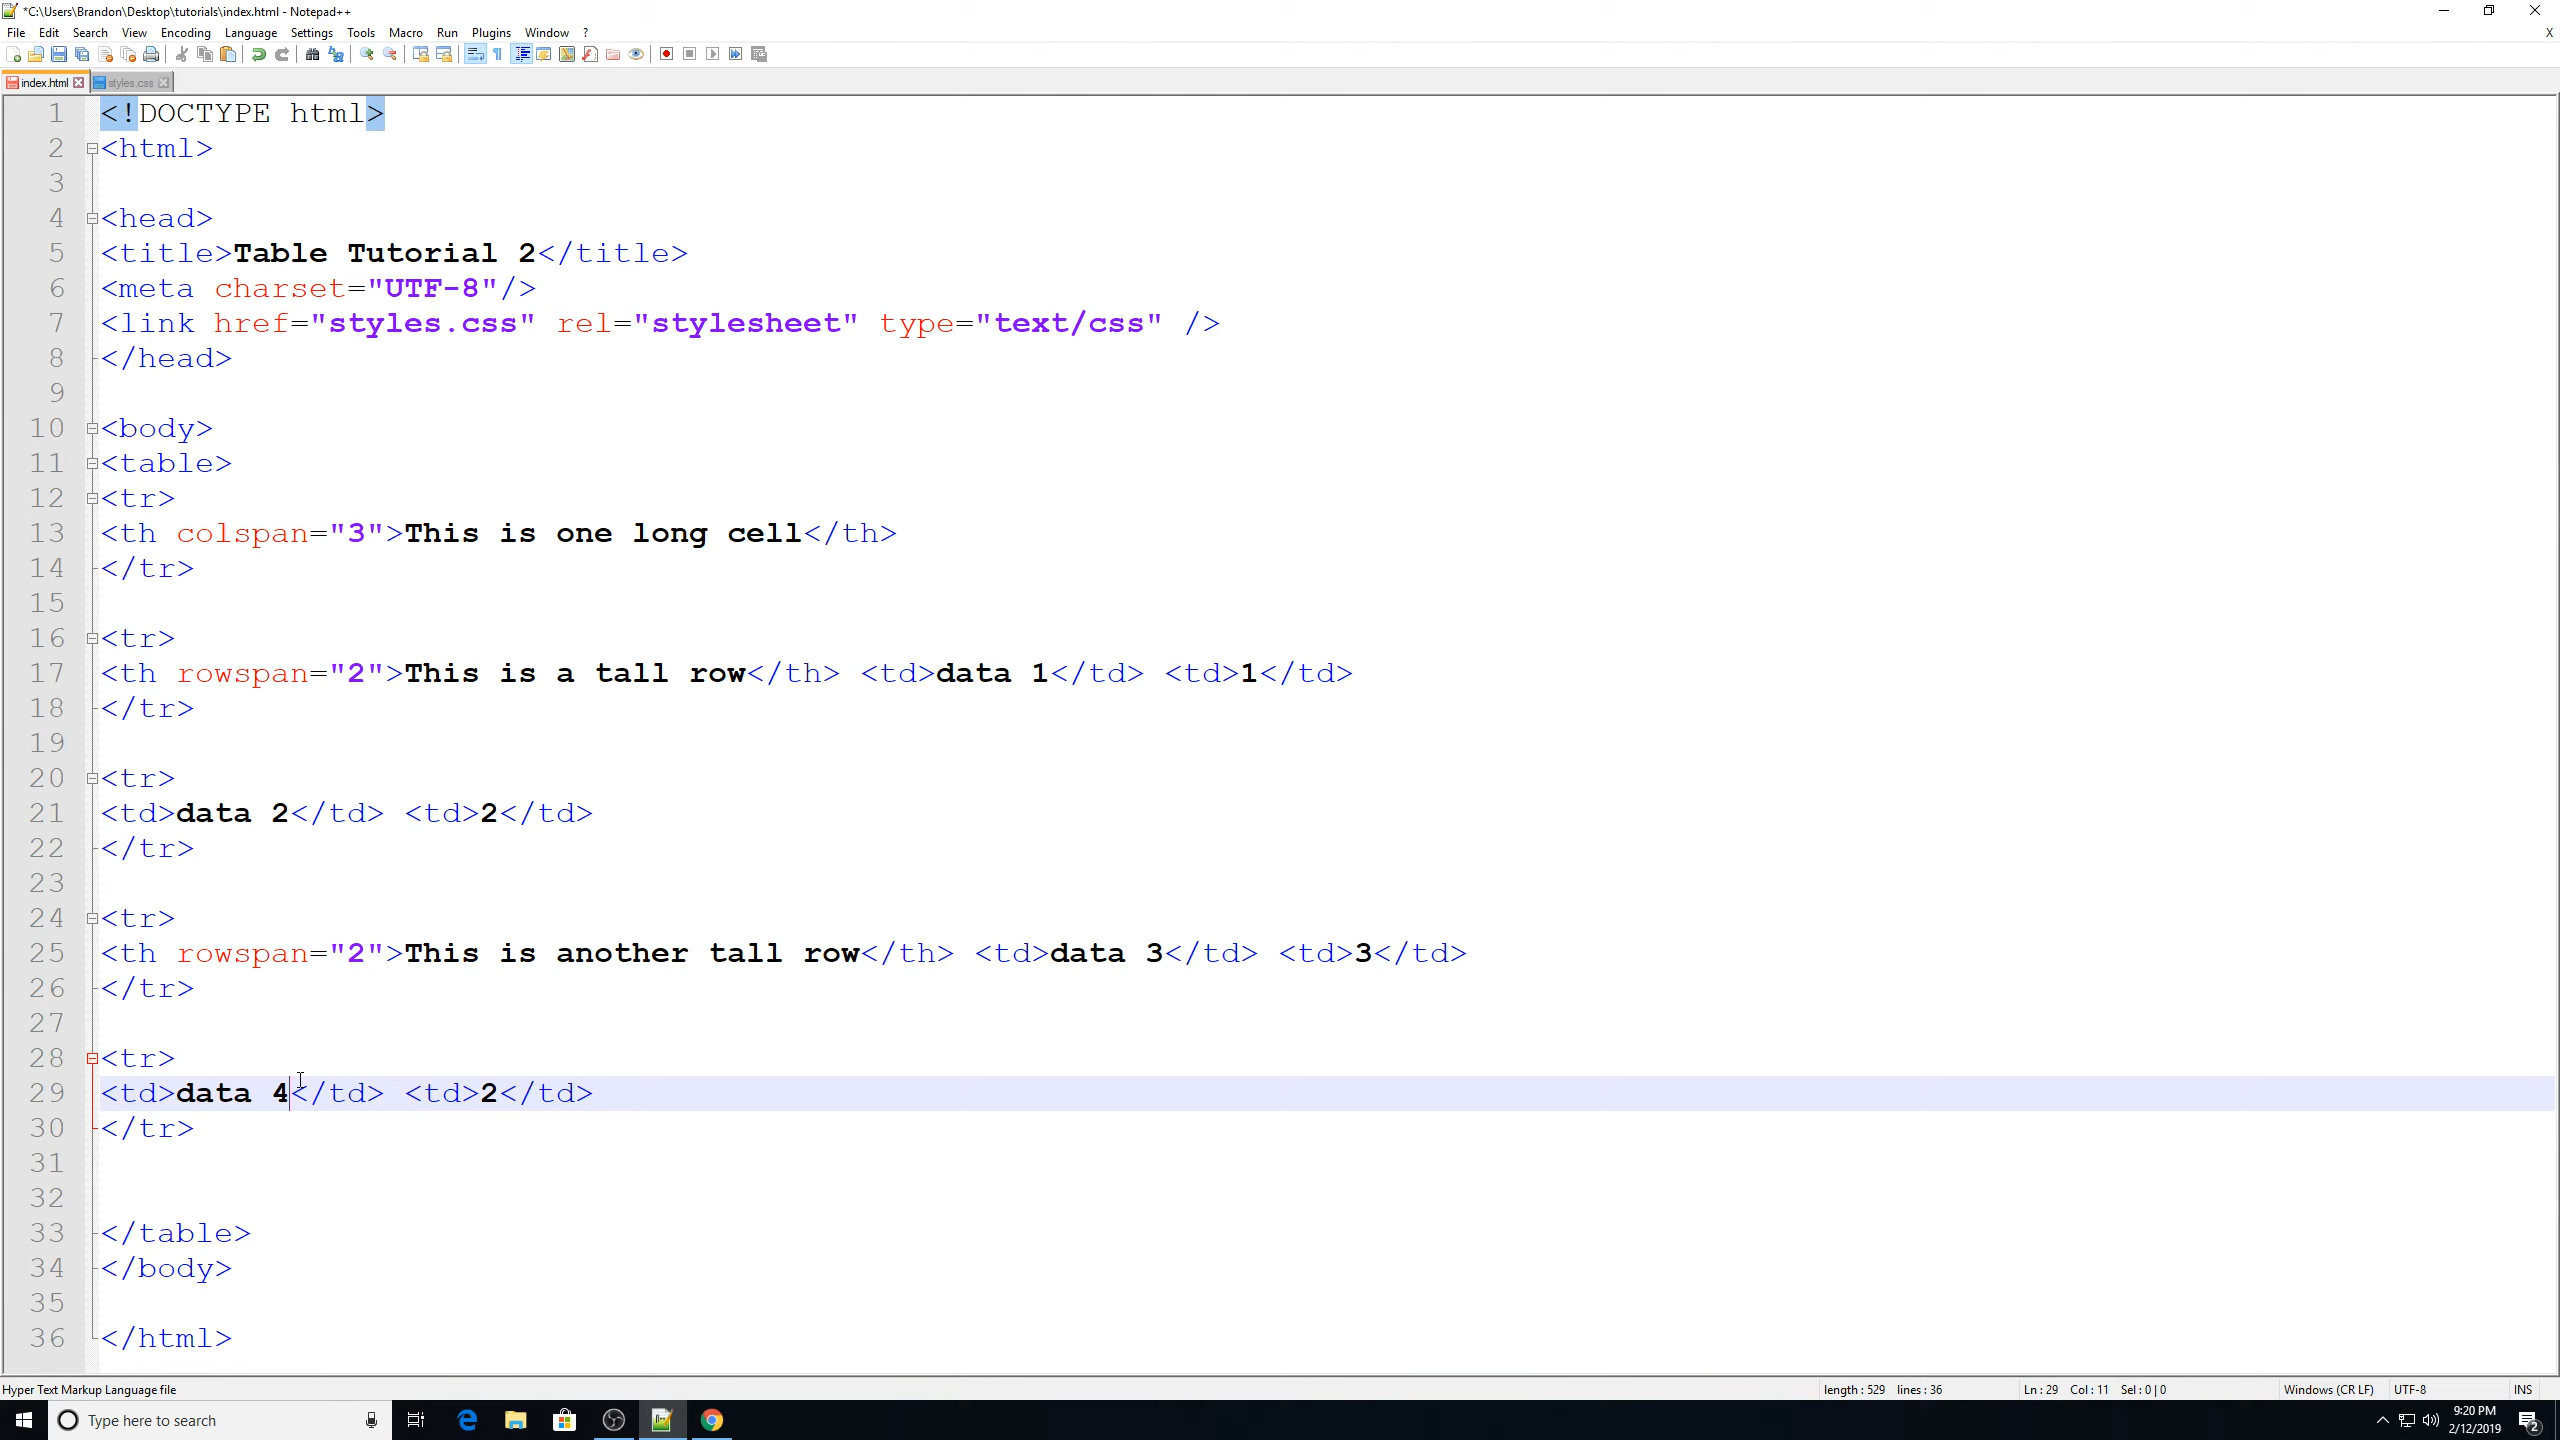 *C:\Users\Brandon\Desktop\tutorials\index.html - Notepad++
File Edit Search View Encoding Language Settings Tools Macro Run Plugins Window ? X
index.html styles.css
1 <!DOCTYPE html>
2 <html>
3
4 <head>
5 <title>Table Tutorial 2</title>
6 <meta charset="UTF-8"/>
7 <link href="styles.css" rel="stylesheet" type="text/css" />
8 </head>
9
10 <body>
11 <table>
12 <tr>
13 <th colspan="3">This is one long cell</th>
14 </tr>
15
16 <tr>
17 <th rowspan="2">This is a tall row</th> <td>data 1</td> <td>1</td>
18 </tr>
19
20 <tr>
21 <td>data 2</td> <td>2</td>
22 </tr>
23
24 <tr>
25 <th rowspan="2">This is another tall row</th> <td>data 3</td> <td>3</td>
26 </tr>
27
28 <tr>
29 <td>data 4</td> <td>2</td>
30 </tr>
31
32
33 </table>
34 </body>
35
36 </html>
Hyper Text Markup Language file length : 529 lines : 36 Ln : 29 Col : 11 Sel : 0 | 0 Windows (CR LF) UTF-8 INS
Type here to search
9:20 PM
2/12/2019
2